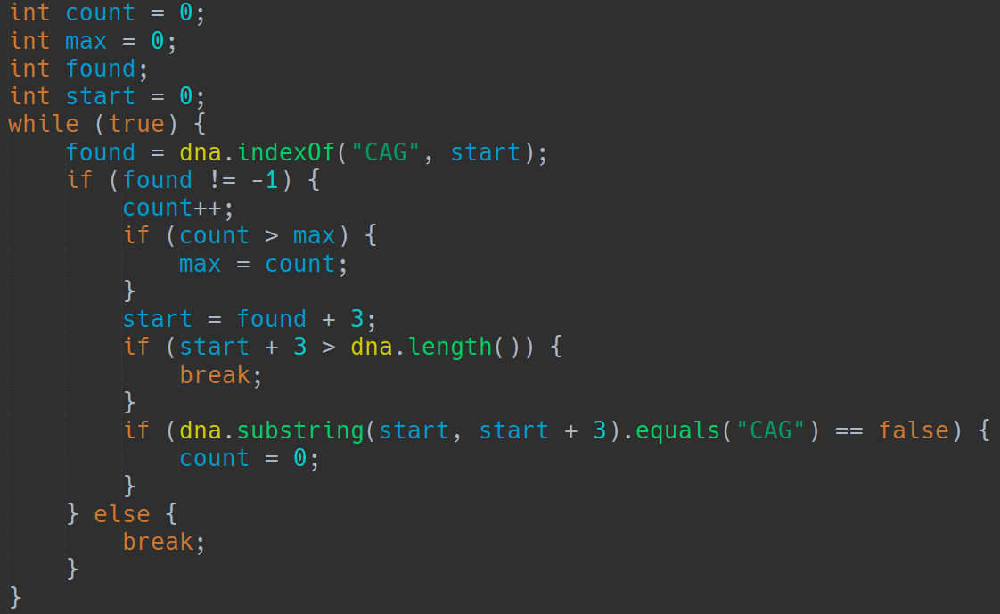 int count = 0;
int max = 0;
int found;
int start = 0;
while (true) {
    found = dna.indexOf("CAG", start);
    if (found != -1) {
        count++;
        if (count > max) {
            max = count;
        }
        start = found + 3;
        if (start + 3 > dna.length()) {
            break;
        }
        if (dna.substring(start, start + 3).equals("CAG") == false) {
            count = 0;
        }
    } else {
        break;
    }
}